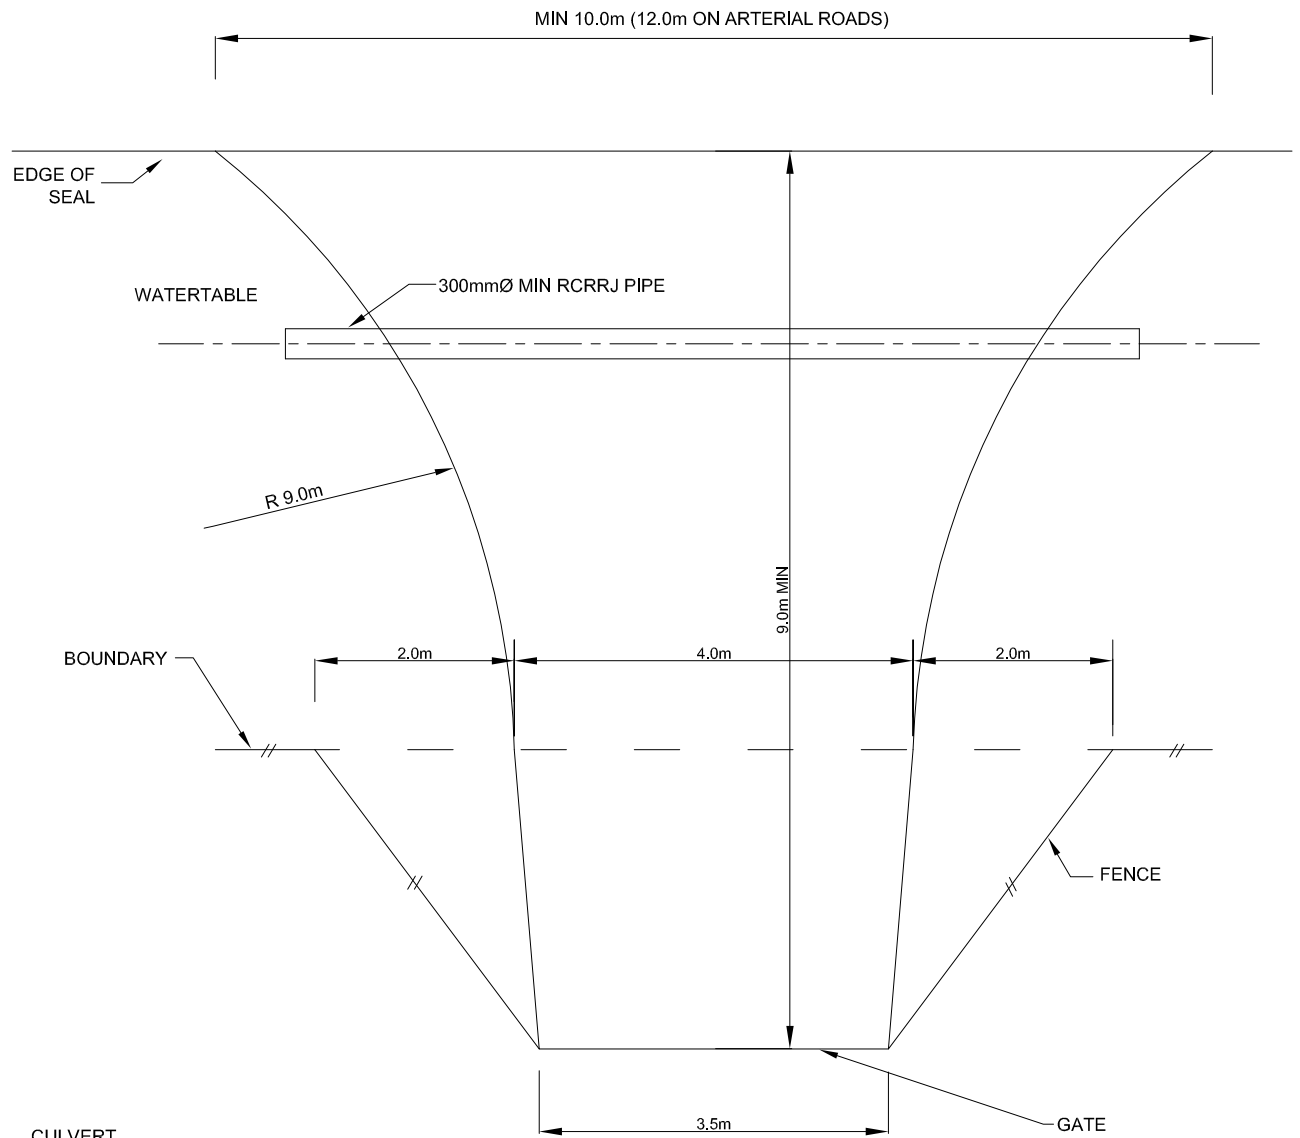 MIN 10.0m (12.0m ON ARTERIAL ROADS)
EDGE OF
SEAL
300mmØ MIN RCRRJ PIPE
WATERTABLE
R 9.0m
9.0m MIN
BOUNDARY
2.0m
4.0m
2.0m
FENCE
3.5m
GATE
CULVERT